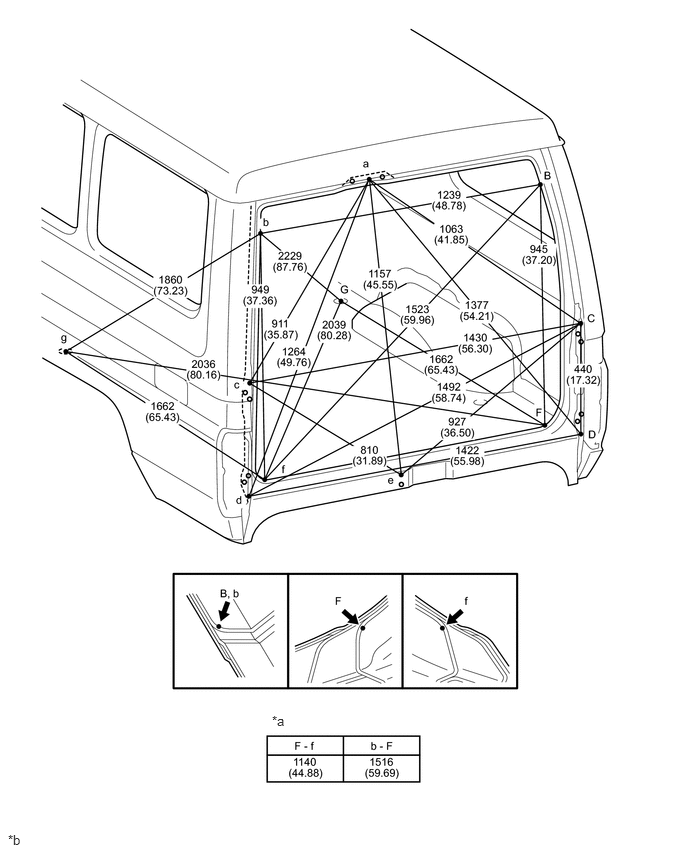 a
B
1239
(48.78)
b
1063
(41.85)
945
(37.20)
2229
(87.76)
1157
(45.55)
1860
(73.23)
949
(37.36)
G
1523
(59.96)
1377
(54.21)
C
911
(35.87)
2039
(80.28)
g
1264
(49.76)
1430
(56.30)
2036
(80.16)
1662
(65.43)
440
(17.32)
c
1492
(58.74)
1662
(65.43)
927
(36.50)
F
D
810
(31.89)
1422
(55.98)
f
e
d
B, b
F
f
*a
F - f b - F
1140 1516
(44.88) (59.69)
*b